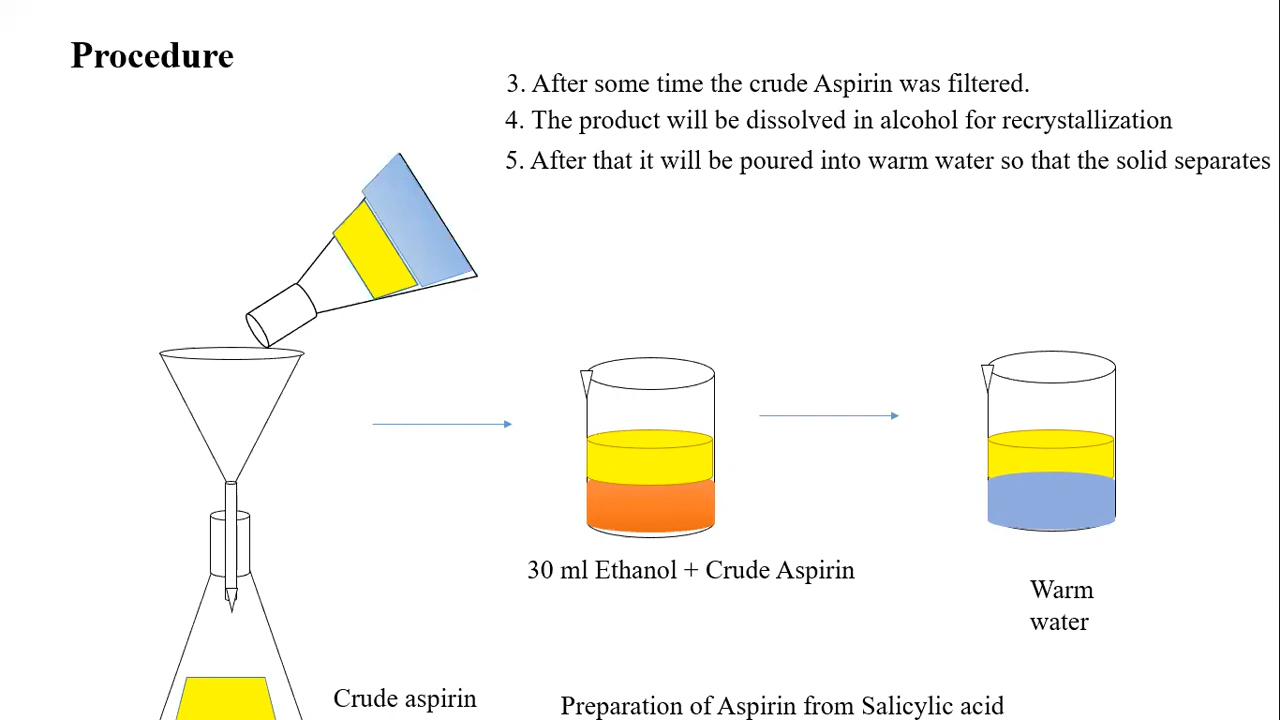 Procedure
3. After some time the crude Aspirin was filtered.
4. The product will be dissolved in alcohol for recrystallization
5. After that it will be poured into warm water so that the solid separates
30 ml Ethanol + Crude Aspirin
Warm
water
Crude aspirin
Preparation of Aspirin from Salicylic acid